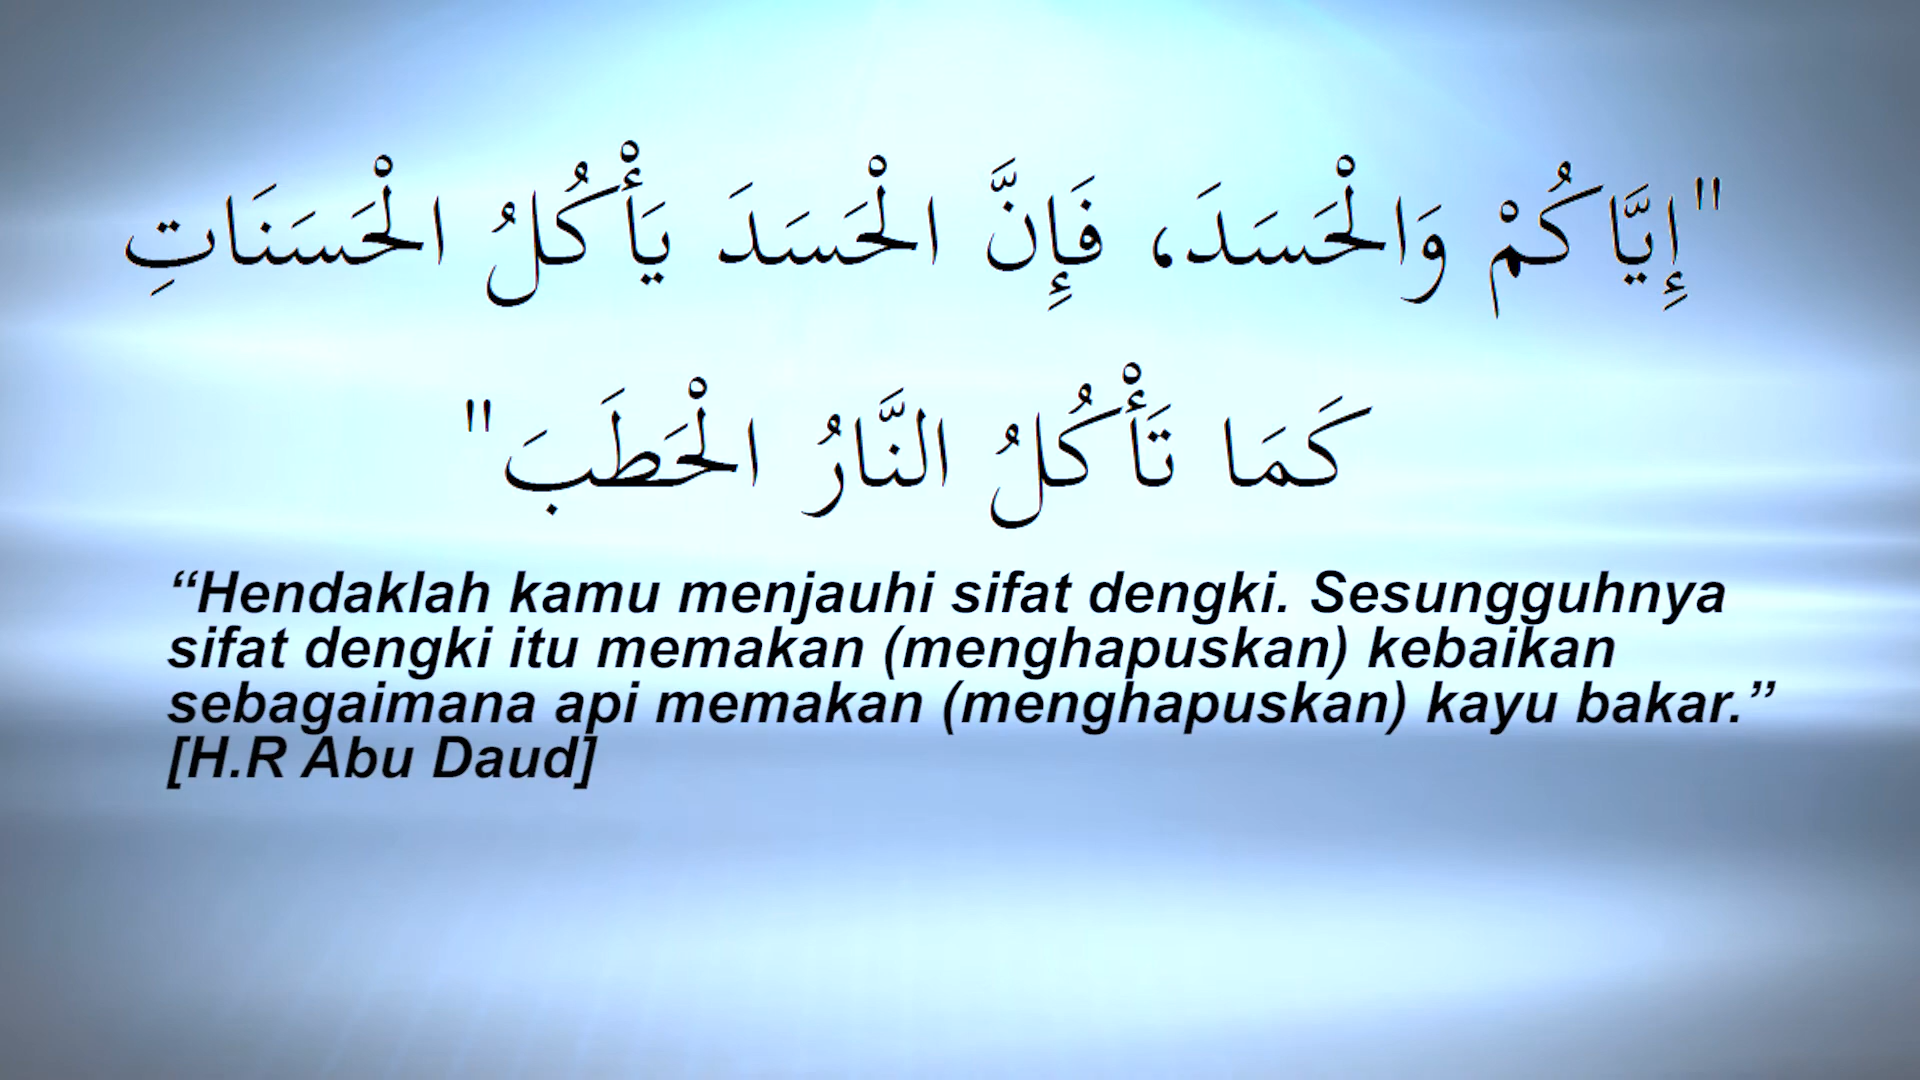 "إِيَّاكُمْ وَالْحَسَدَ، فَإِنَّ الْحَسَدَ يَأْكُلُ الْحَسَنَاتِ
كَمَا تَأْكُلُ النَّارُ الْحَطَبَ"
“Hendaklah kamu menjauhi sifat dengki. Sesungguhnya
sifat dengki itu memakan (menghapuskan) kebaikan
sebagaimana api memakan (menghapuskan) kayu bakar.”
[H.R Abu Daud]